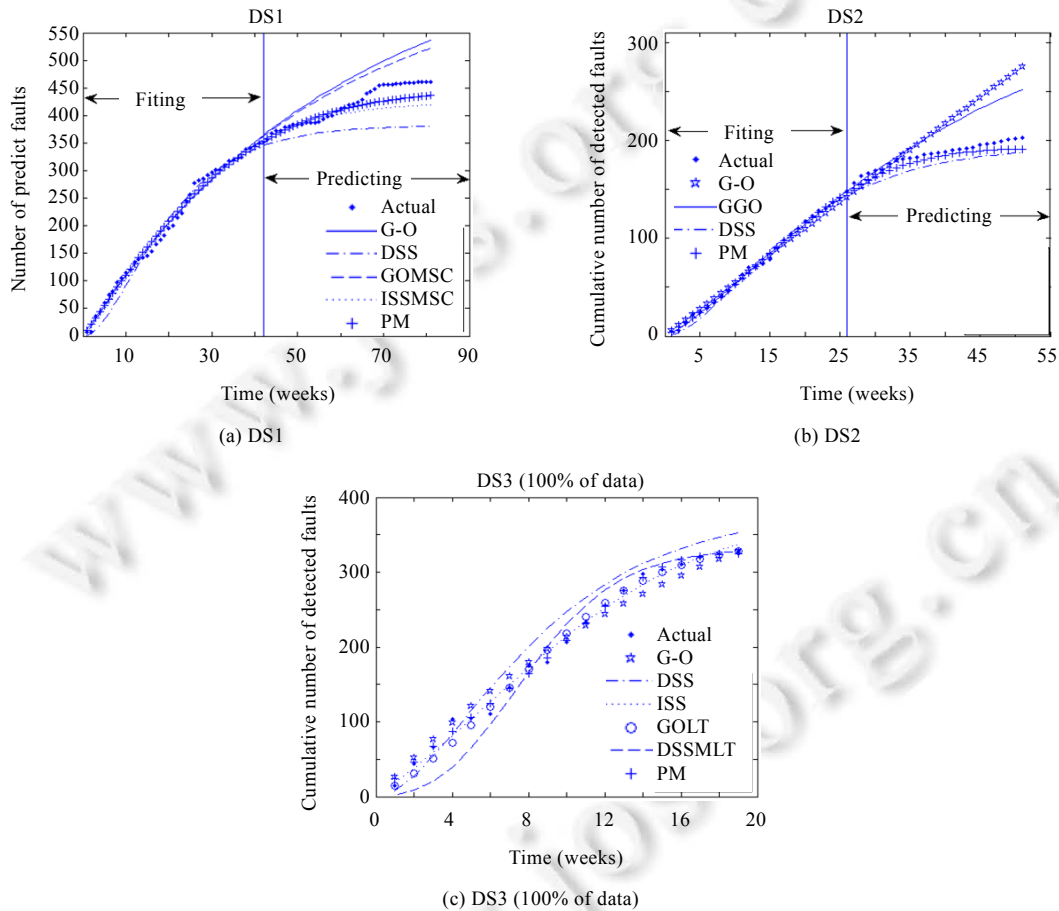 DS1
Number of predict faults
550
500
450
400
350
300
250
200
150
100
50
0
Fiting
Predicting
Actual
G-O
DSS
GOMSC
ISSMSC
PM
10 30 50 70 90
Time (weeks)
(a) DS1
DS2
Cumulative number of detected faults
300
200
100
0
Fiting
Actual
G-O
GGO
DSS
PM
Predicting
5 15 25 35 45 55
Time (weeks)
(b) DS2
DS3 (100% of data)
Cumulative number of detected faults
400
300
200
100
0
Actual
G-O
DSS
ISS
GOLT
DSSMLT
PM
0 4 8 12 16 20
Time (weeks)
(c) DS3 (100% of data)